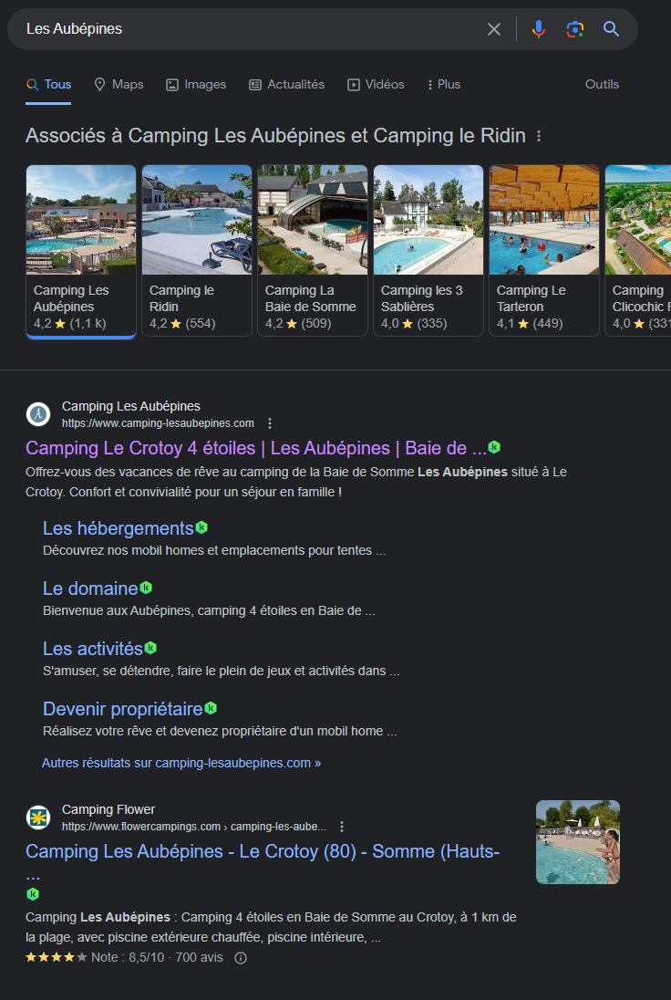 Les Aubépines
Tous Maps Images Actualités Vidéos Plus Outils
Associés à Camping Les Aubépines et Camping le Ridin
Camping Les
Aubépines
4,2 (1,1 k)
Camping le
Ridin
4,2 (554)
Camping La
Baie de Somme
4,2 (509)
Camping les 3
Sablières
4,0 (335)
Camping Le
Tarteron
4,1 (449)
Camping
Clicochic
4,0 (331
Camping Les Aubépines
https://www.camping-lesaubepines.com
Camping Le Crotoy 4 étoiles | Les Aubépines | Baie de ...
Offrez-vous des vacances de rêve au camping de la Baie de Somme Les Aubépines situé à Le
Crotoy. Confort et convivialité pour un séjour en famille !
Les hébergements
Découvrez nos mobil homes et emplacements pour tentes ...
Le domaine
Bienvenue aux Aubépines, camping 4 étoiles en Baie de ...
Les activités
S'amuser, se détendre, faire le plein de jeux et activités dans ...
Devenir propriétaire
Réalisez votre rêve et devenez propriétaire d'un mobil home ...
Autres résultats sur camping-lesaubepines.com »
Camping Flower
https://www.flowercampings.com › camping-les-aube...
Camping Les Aubépines - Le Crotoy (80) - Somme (Hauts-
...
Camping Les Aubépines : Camping 4 étoiles en Baie de Somme au Crotoy, à 1 km de
la plage, avec piscine extérieure chauffée, piscine intérieure, ...
Note : 8,5/10 · 700 avis